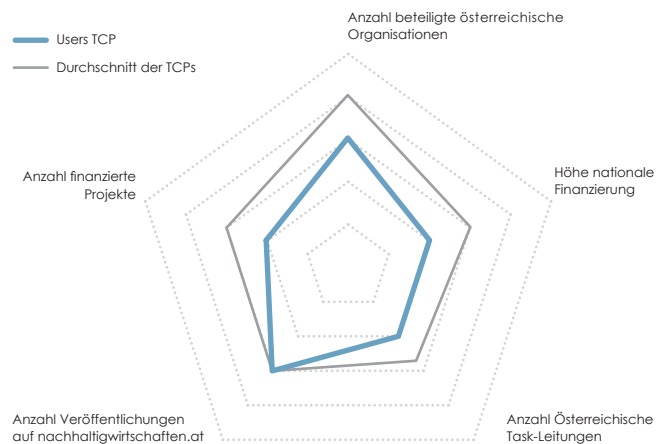 Anzahl beteiligte österreichische
Organisationen
Users TCP
Durchschnitt der TCPs
Höhe nationale
Finanzierung
Anzahl finanzierte
Projekte
Anzahl Veröffentlichungen
auf nachhaltigwirtschaften.at
Anzahl Österreichische
Task-Leitungen